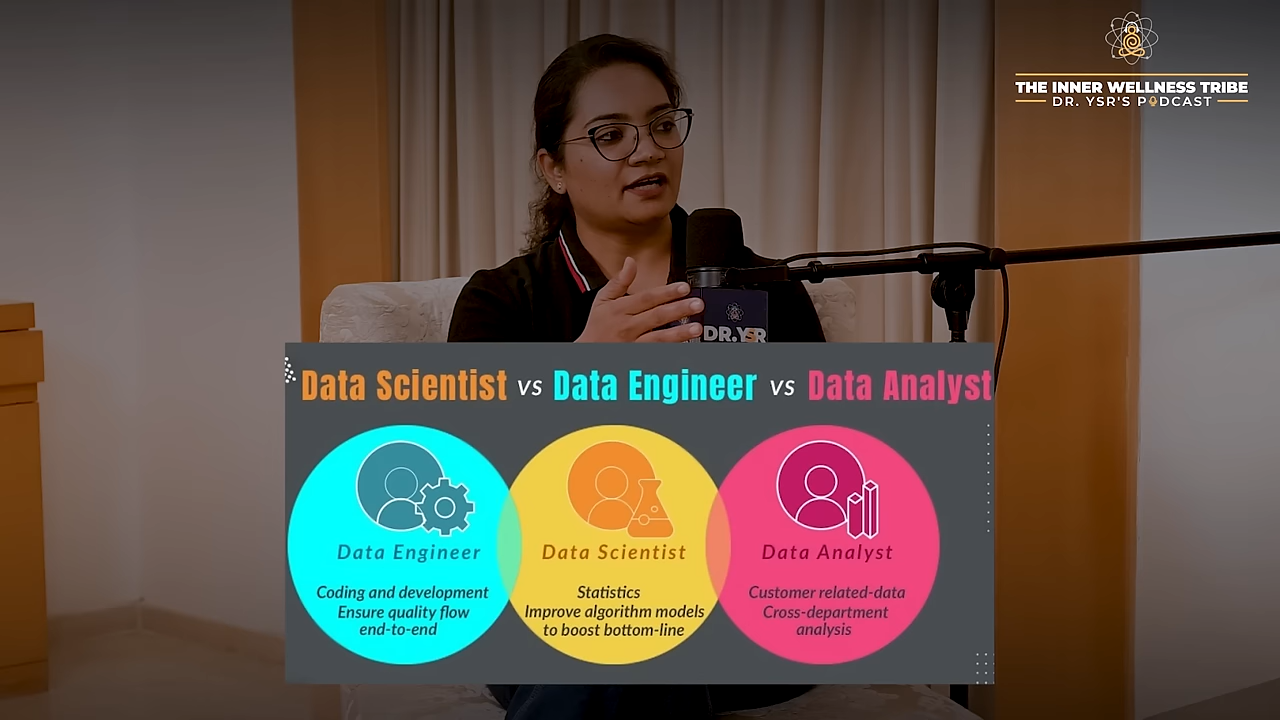 THE INNER WELLNESS TRIBE
DR. YSR'S PODCAST
DR.YSR
Data Scientist vs Data Engineer vs Data Analyst
Data Engineer
Coding and development
Ensure quality flow
end-to-end
Data Scientist
Statistics
Improve algorithm models
to boost bottom-line
Data Analyst
Customer related-data
Cross-department
analysis